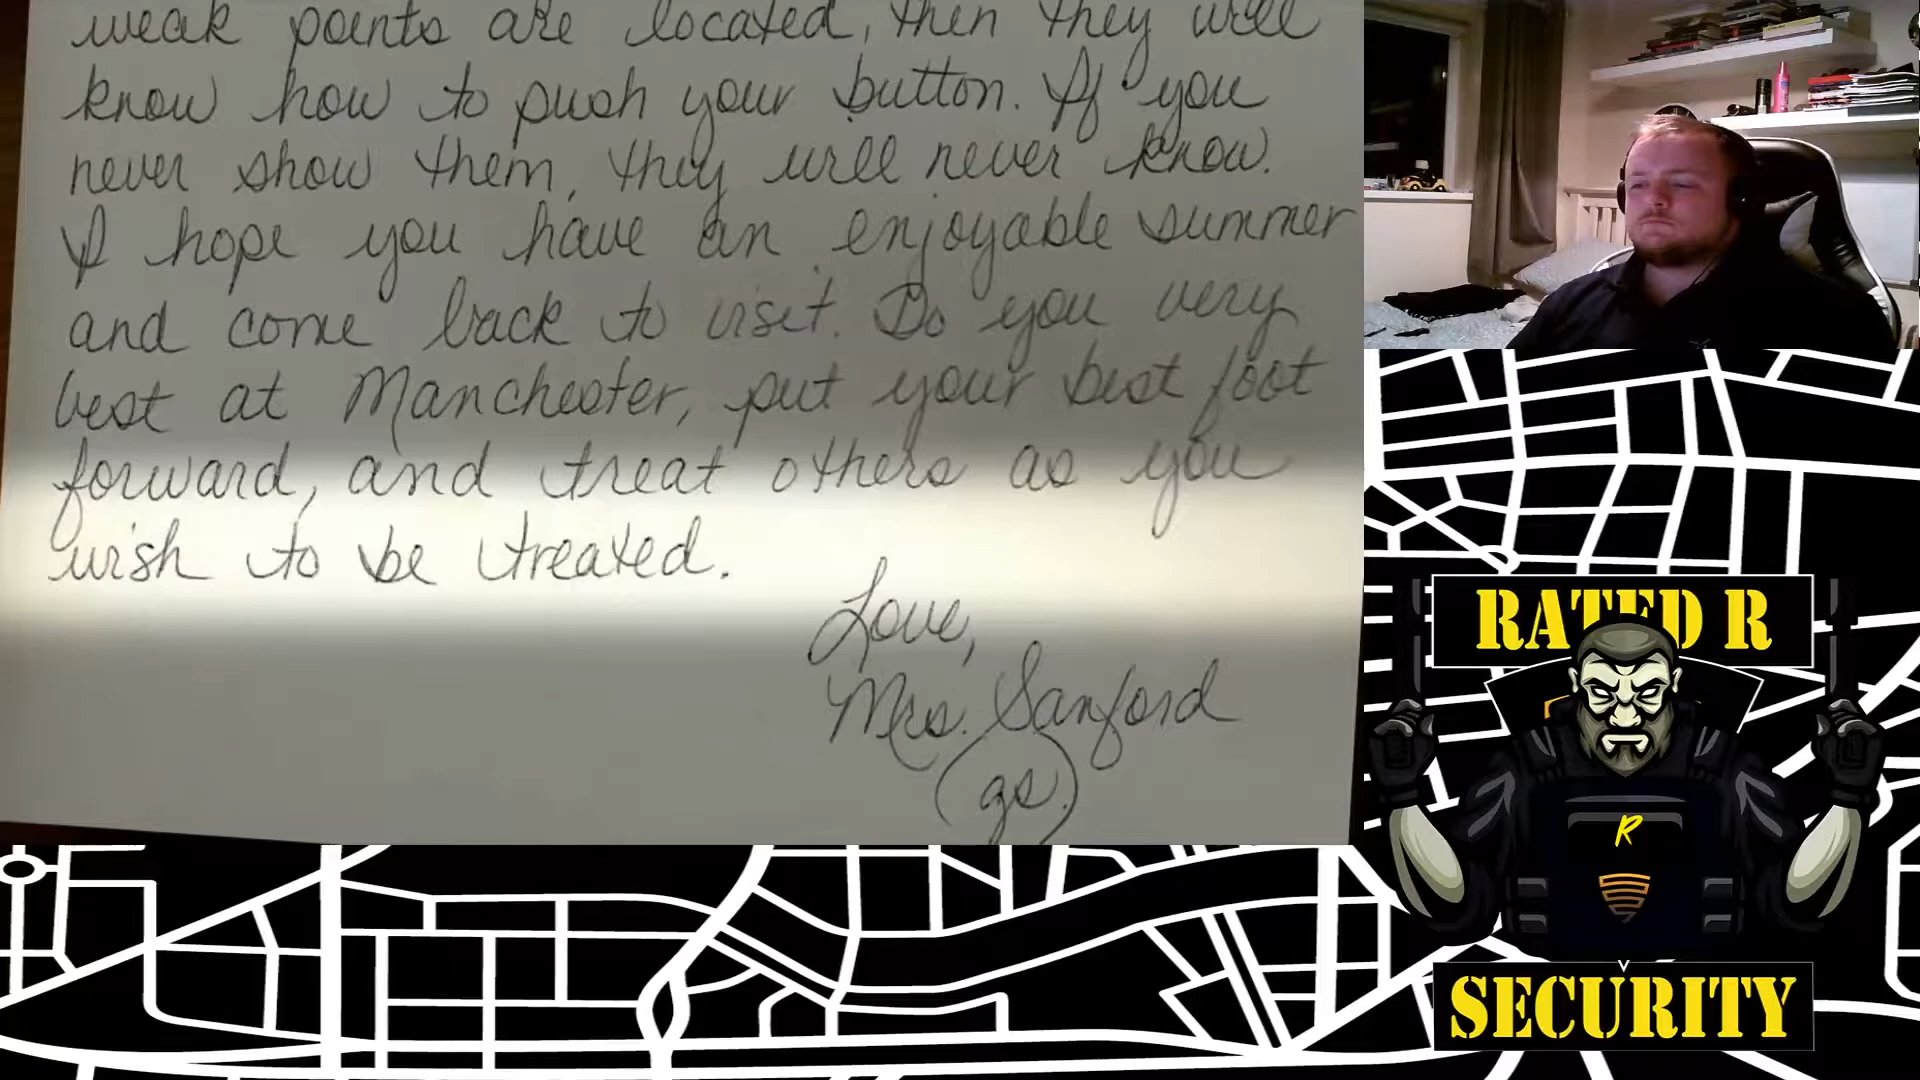 weak points are located, then they will
know how to push your button. If you
never show them, they will never know.
I hope you have an enjoyable summer
and come back to visit. Do you very
best at Manchester, put your best foot
forward, and treat others as you
wish to be treated.
Love,
Mrs. Sanford
(gs.)
RATED R
R
SECURITY